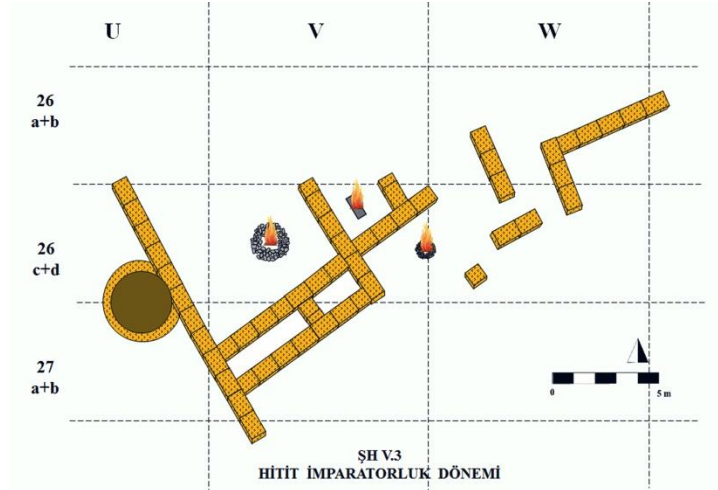 U V W
26
a+b
26
c+d
27
a+b
0 5 m
ŞH V.3
HİTİT İMPARATORLUK DÖNEMİ